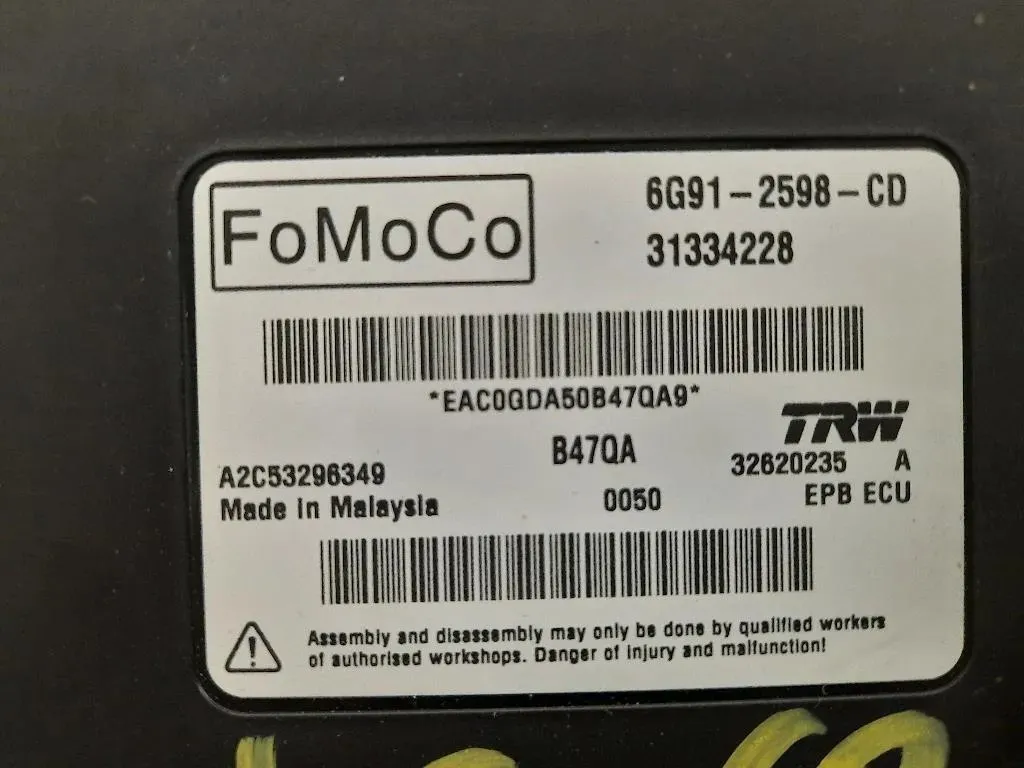 FoMoCo
6G91-2598-CD
31334228
*EAC0GDA50B47QA9*
TRW
A2C53296349
B47QA
32620235 A
Made in Malaysia
0050
EPB ECU
Assembly and disassembly may only be done by qualified workers
of authorised workshops. Danger of injury and malfunction!